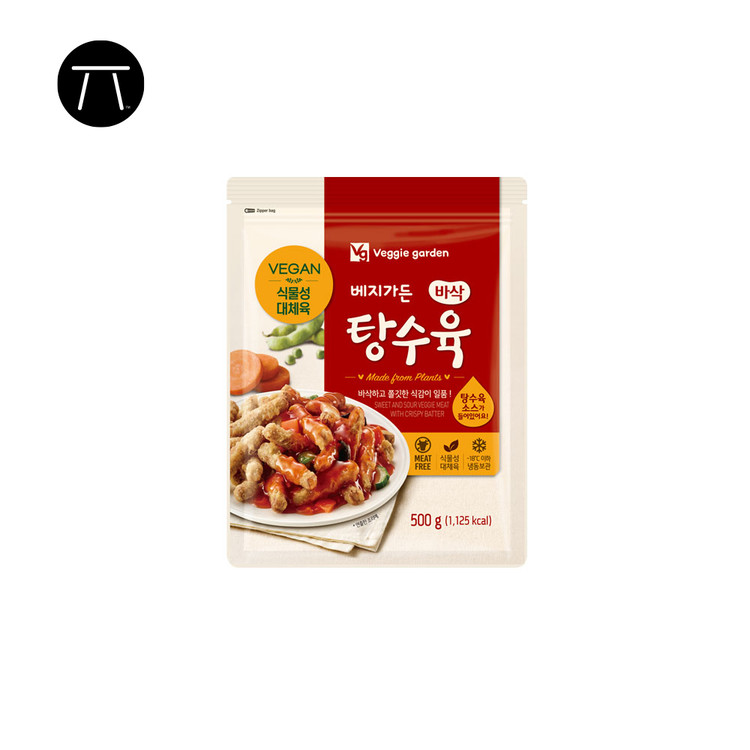 TM
Zipper bag
Vg Veggie garden
VEGAN
식물성
대체육
베지가든 바삭
탕수육
Made from Plants
바삭하고 쫄깃한 식감이 일품!
SWEET AND SOUR VEGGIE MEAT
WITH CRISPY BATTER
탕수육
소스가
들어있어요!
MEAT
FREE
식물성
대체육
-18℃ 이하
냉동보관
500 g (1,125 kcal)